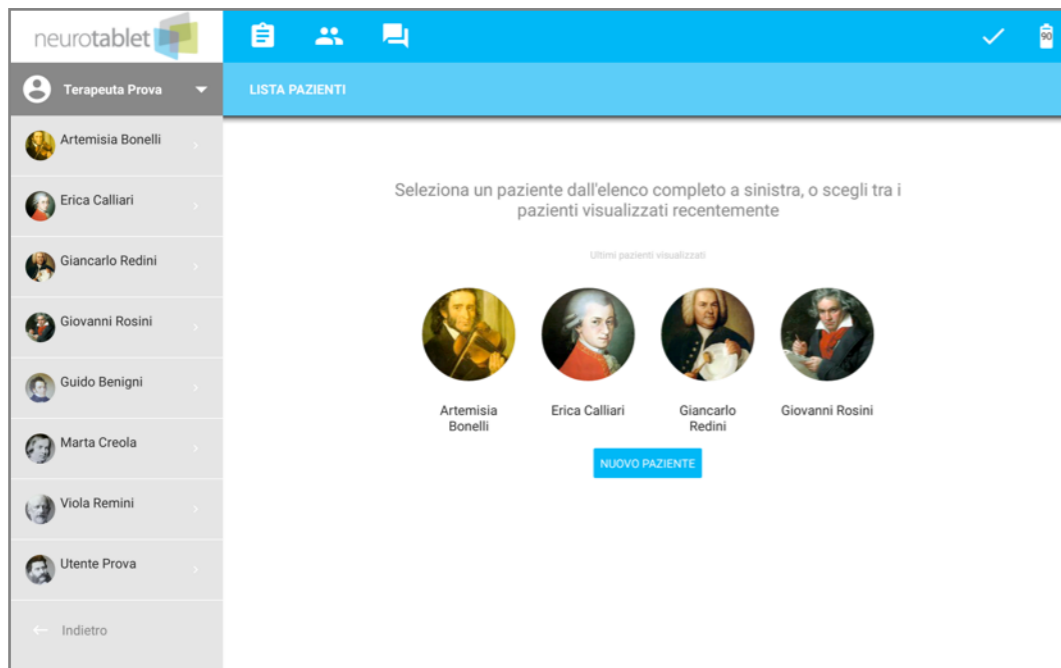 neurotablet
90
Terapeuta Prova
LISTA PAZIENTI
Artemisia Bonelli
Erica Calliari
Giancarlo Redini
Giovanni Rosini
Guido Benigni
Marta Creola
Viola Remini
Utente Prova
Indietro
Seleziona un paziente dall'elenco completo a sinistra, o scegli tra i
pazienti visualizzati recentemente
Ultimi pazienti visualizzati
Artemisia
Bonelli
Erica Calliari
Giancarlo
Redini
Giovanni Rosini
NUOVO PAZIENTE